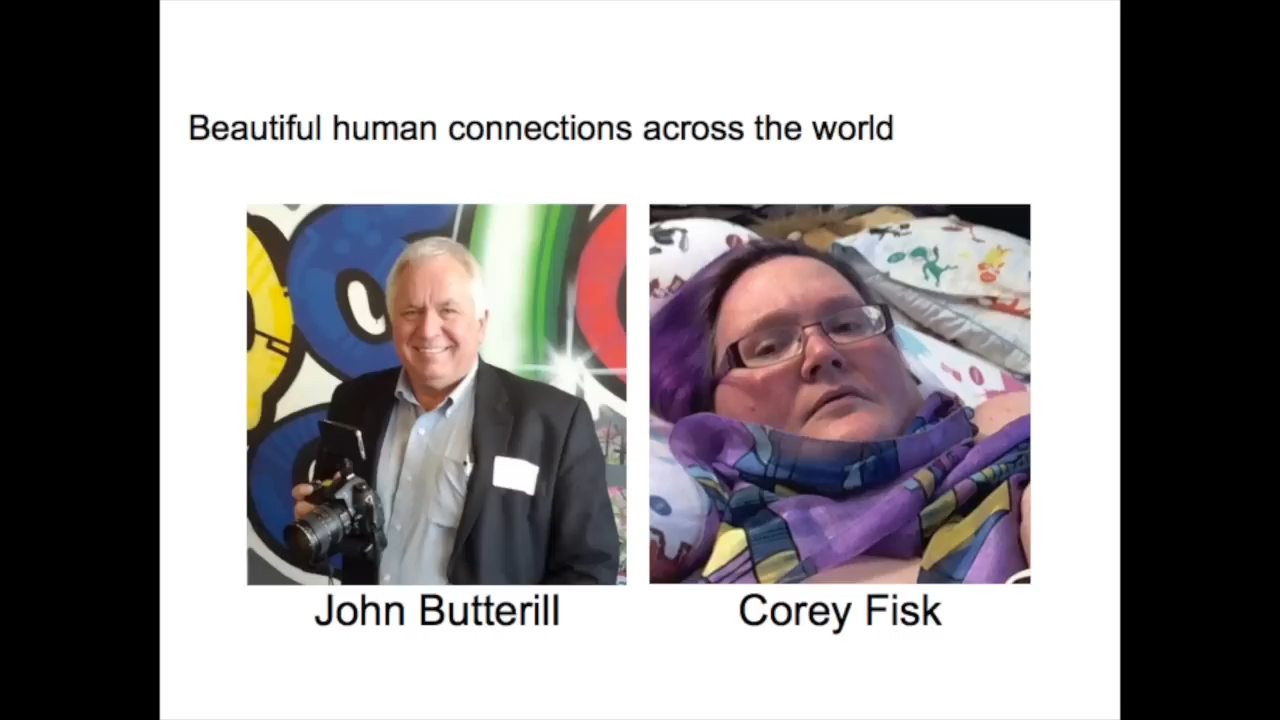 Beautiful human connections across the world
John Butterill
Corey Fisk